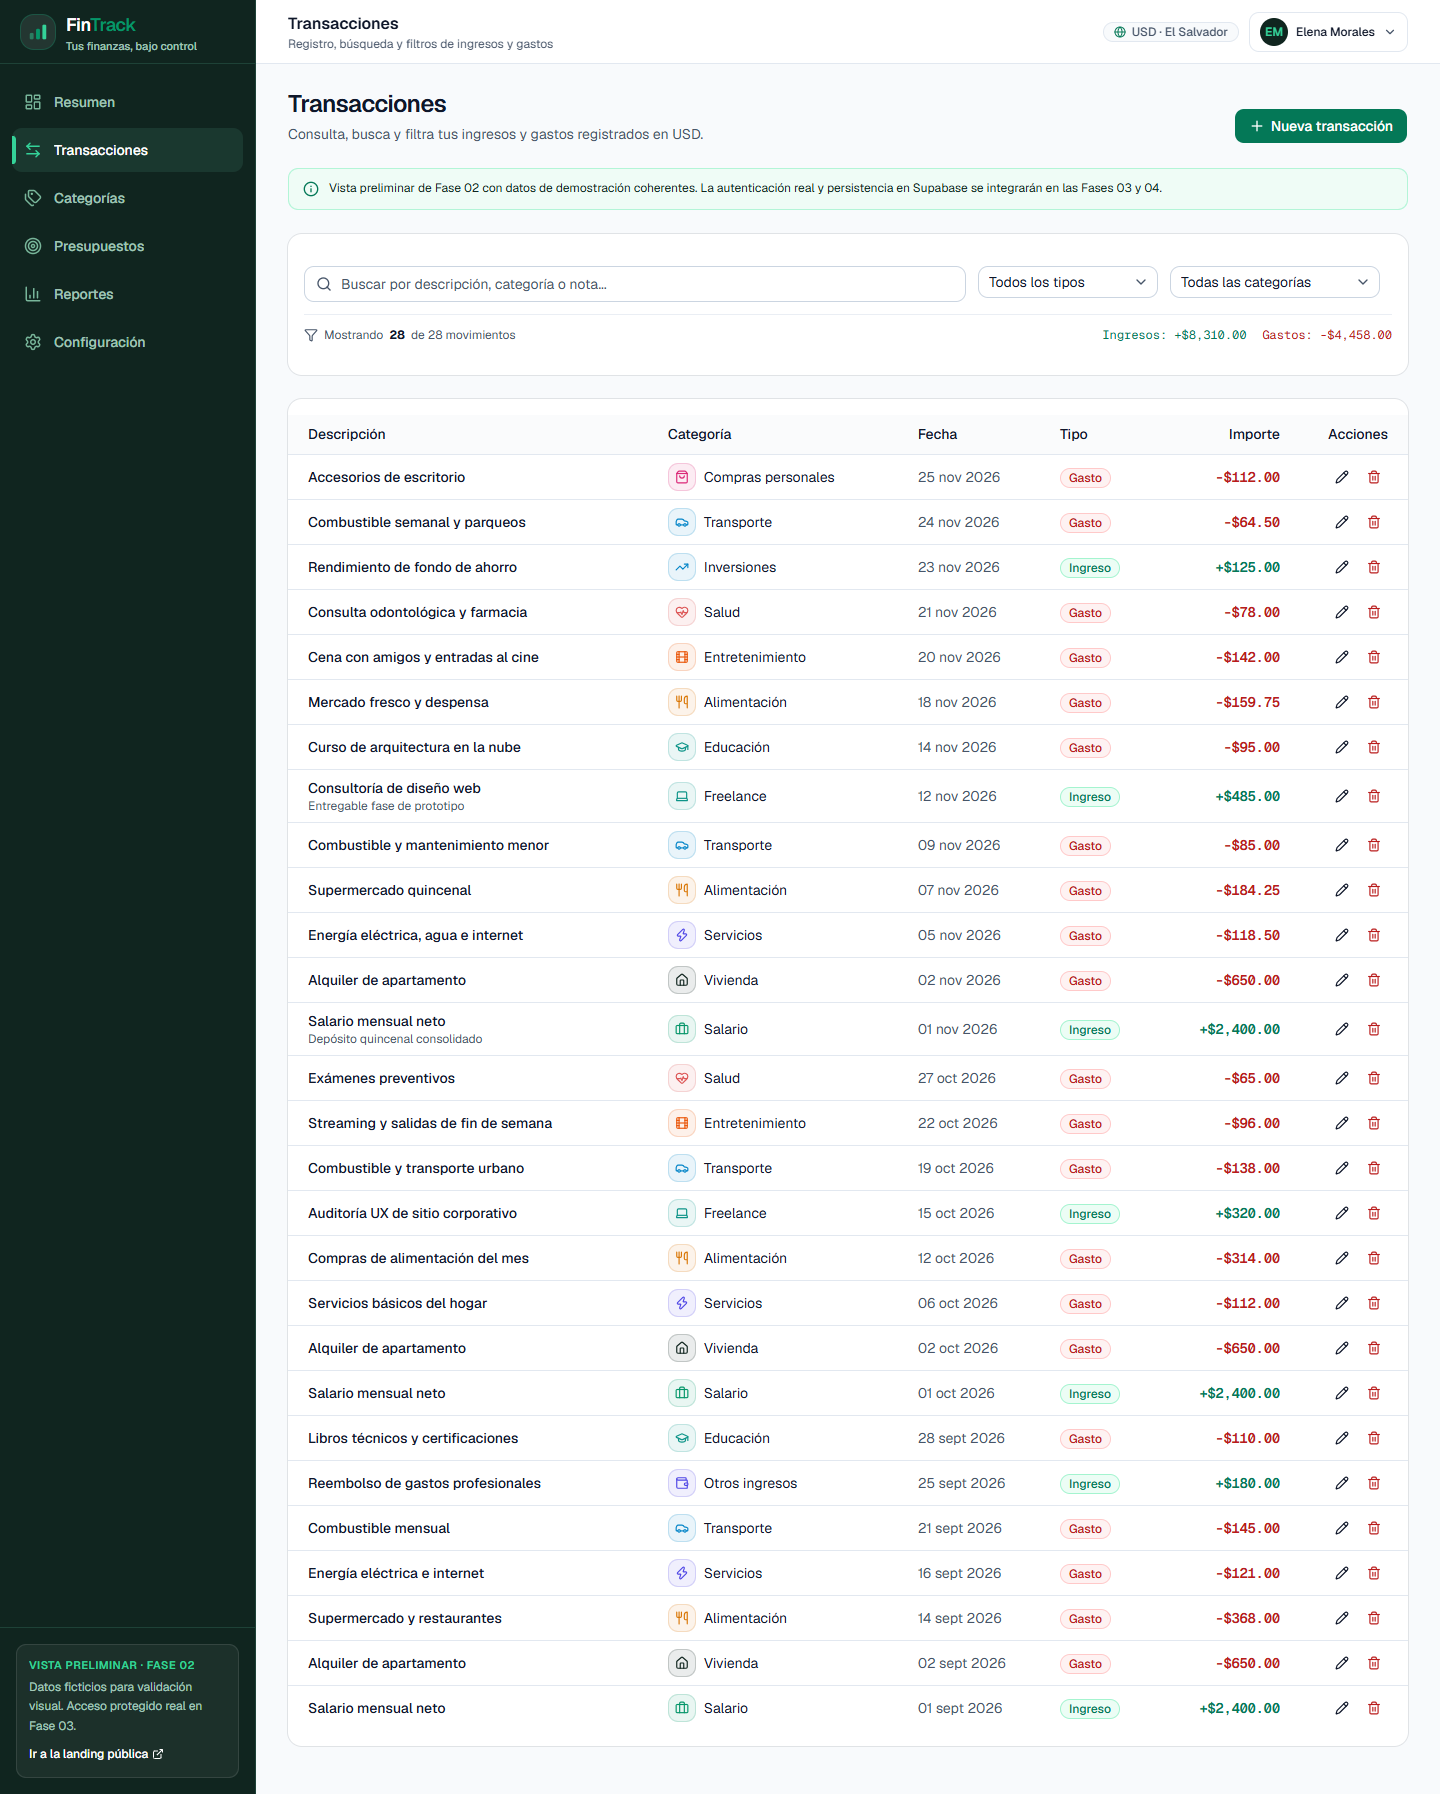 FinTrack
Tus finanzas, bajo control
Resumen
Transacciones
Categorías
Presupuestos
Reportes
Configuración
VISTA PRELIMINAR · FASE 02
Datos ficticios para validación
visual. Acceso protegido real en
Fase 03.
Ir a la landing pública
Transacciones
Registro, búsqueda y filtros de ingresos y gastos
USD · El Salvador
EM Elena Morales
Transacciones
Consulta, busca y filtra tus ingresos y gastos registrados en USD.
+ Nueva transacción
Vista preliminar de Fase 02 con datos de demostración coherentes. La autenticación real y persistencia en Supabase se integrarán en las Fases 03 y 04.
Buscar por descripción, categoría o nota...
Todos los tipos
Todas las categorías
Mostrando 28 de 28 movimientos
Ingresos: +$8,310.00 Gastos: -$4,458.00
Descripción Categoría Fecha Tipo Importe Acciones
Accesorios de escritorio Compras personales 25 nov 2026 Gasto -$112.00
Combustible semanal y parqueos Transporte 24 nov 2026 Gasto -$64.50
Rendimiento de fondo de ahorro Inversiones 23 nov 2026 Ingreso +$125.00
Consulta odontológica y farmacia Salud 21 nov 2026 Gasto -$78.00
Cena con amigos y entradas al cine Entretenimiento 20 nov 2026 Gasto -$142.00
Mercado fresco y despensa Alimentación 18 nov 2026 Gasto -$159.75
Curso de arquitectura en la nube Educación 14 nov 2026 Gasto -$95.00
Consultoría de diseño web Freelance 12 nov 2026 Ingreso +$485.00
Entregable fase de prototipo
Combustible y mantenimiento menor Transporte 09 nov 2026 Gasto -$85.00
Supermercado quincenal Alimentación 07 nov 2026 Gasto -$184.25
Energía eléctrica, agua e internet Servicios 05 nov 2026 Gasto -$118.50
Alquiler de apartamento Vivienda 02 nov 2026 Gasto -$650.00
Salario mensual neto Salario 01 nov 2026 Ingreso +$2,400.00
Depósito quincenal consolidado
Exámenes preventivos Salud 27 oct 2026 Gasto -$65.00
Streaming y salidas de fin de semana Entretenimiento 22 oct 2026 Gasto -$96.00
Combustible y transporte urbano Transporte 19 oct 2026 Gasto -$138.00
Auditoría UX de sitio corporativo Freelance 15 oct 2026 Ingreso +$320.00
Compras de alimentación del mes Alimentación 12 oct 2026 Gasto -$314.00
Servicios básicos del hogar Servicios 06 oct 2026 Gasto -$112.00
Alquiler de apartamento Vivienda 02 oct 2026 Gasto -$650.00
Salario mensual neto Salario 01 oct 2026 Ingreso +$2,400.00
Libros técnicos y certificaciones Educación 28 sept 2026 Gasto -$110.00
Reembolso de gastos profesionales Otros ingresos 25 sept 2026 Ingreso +$180.00
Combustible mensual Transporte 21 sept 2026 Gasto -$145.00
Energía eléctrica e internet Servicios 16 sept 2026 Gasto -$121.00
Supermercado y restaurantes Alimentación 14 sept 2026 Gasto -$368.00
Alquiler de apartamento Vivienda 02 sept 2026 Gasto -$650.00
Salario mensual neto Salario 01 sept 2026 Ingreso +$2,400.00